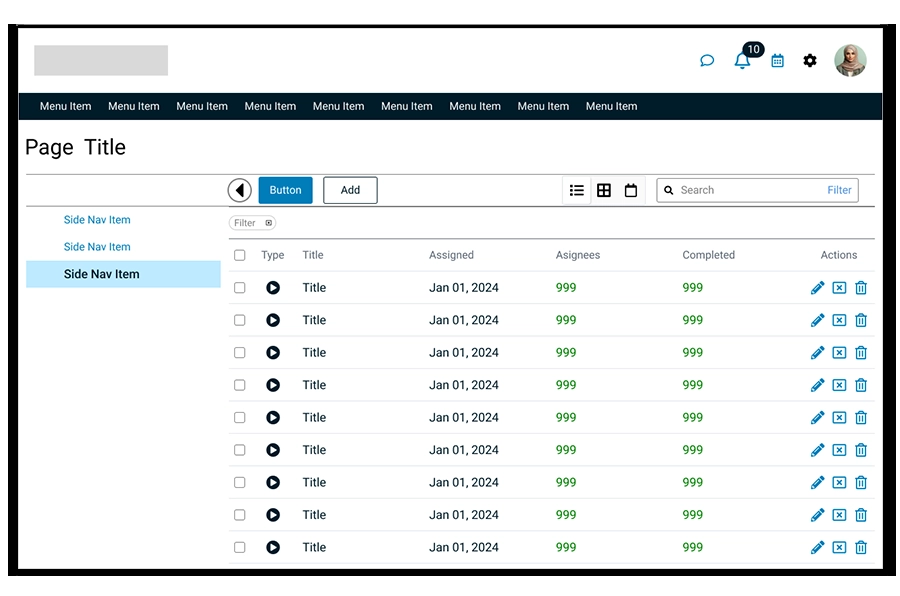 10
Menu Item Menu Item Menu Item Menu Item Menu Item Menu Item Menu Item Menu Item Menu Item
Page Title
Button Add Search Filter
Side Nav Item
Side Nav Item
Side Nav Item
Filter
Type Title Assigned Asignees Completed Actions
Title Jan 01, 2024 999 999
Title Jan 01, 2024 999 999
Title Jan 01, 2024 999 999
Title Jan 01, 2024 999 999
Title Jan 01, 2024 999 999
Title Jan 01, 2024 999 999
Title Jan 01, 2024 999 999
Title Jan 01, 2024 999 999
Title Jan 01, 2024 999 999